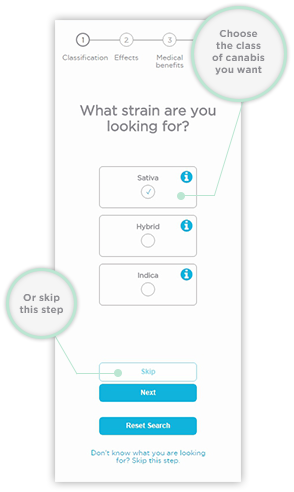 1
2
3
Classification
Effects
Medical
benefits
Choose
the class
of canabis
you want
What strain are you
looking for?
Sativa
i
Hybrid
i
Indica
i
Or skip
this step
Skip
Next
Reset Search
Don't know what you are looking
for? Skip this step